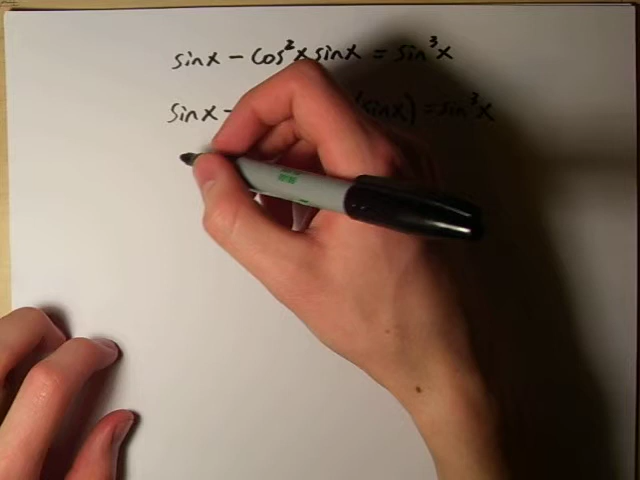 sinx - cos²x sinx = sin³x
sinx - (sinx) = sin³x